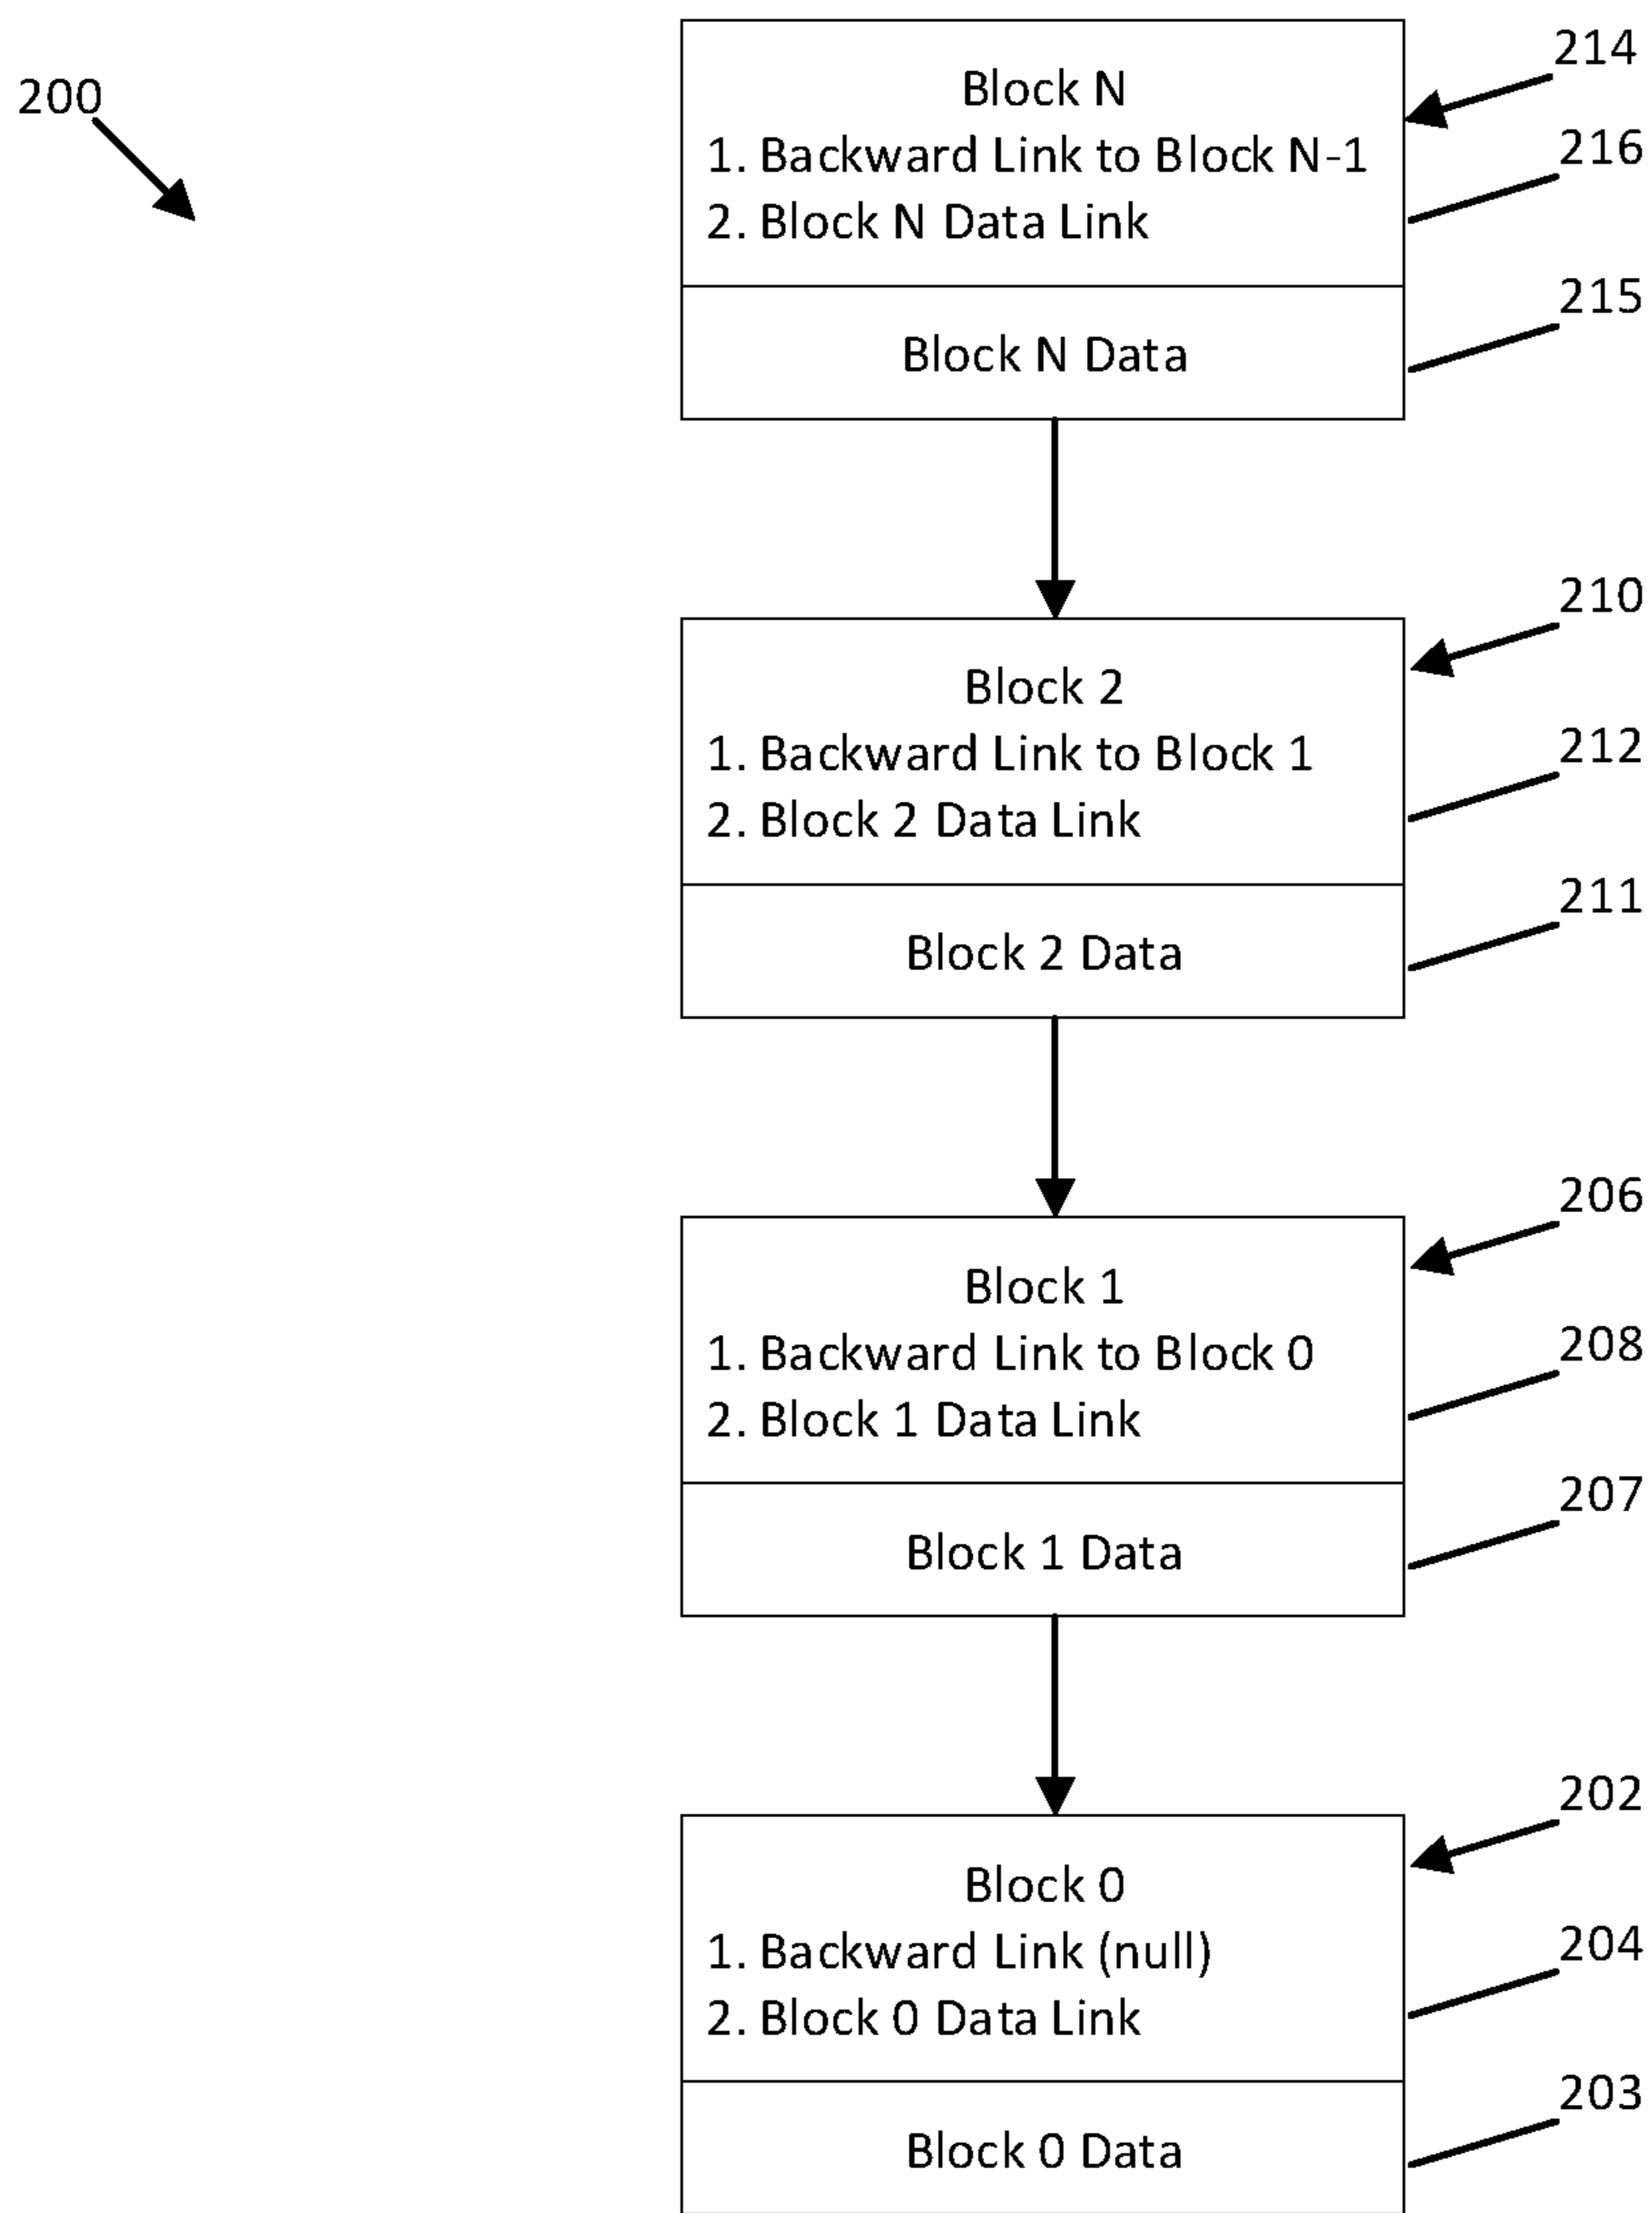 200
214
Block N
1. Backward Link to Block N-1
216
2. Block N Data Link
215
Block N Data
210
Block 2
1. Backward Link to Block 1
212
2. Block 2 Data Link
211
Block 2 Data
206
Block 1
1. Backward Link to Block 0
208
2. Block 1 Data Link
207
Block 1 Data
202
Block 0
1. Backward Link (null)
204
2. Block 0 Data Link
203
Block 0 Data